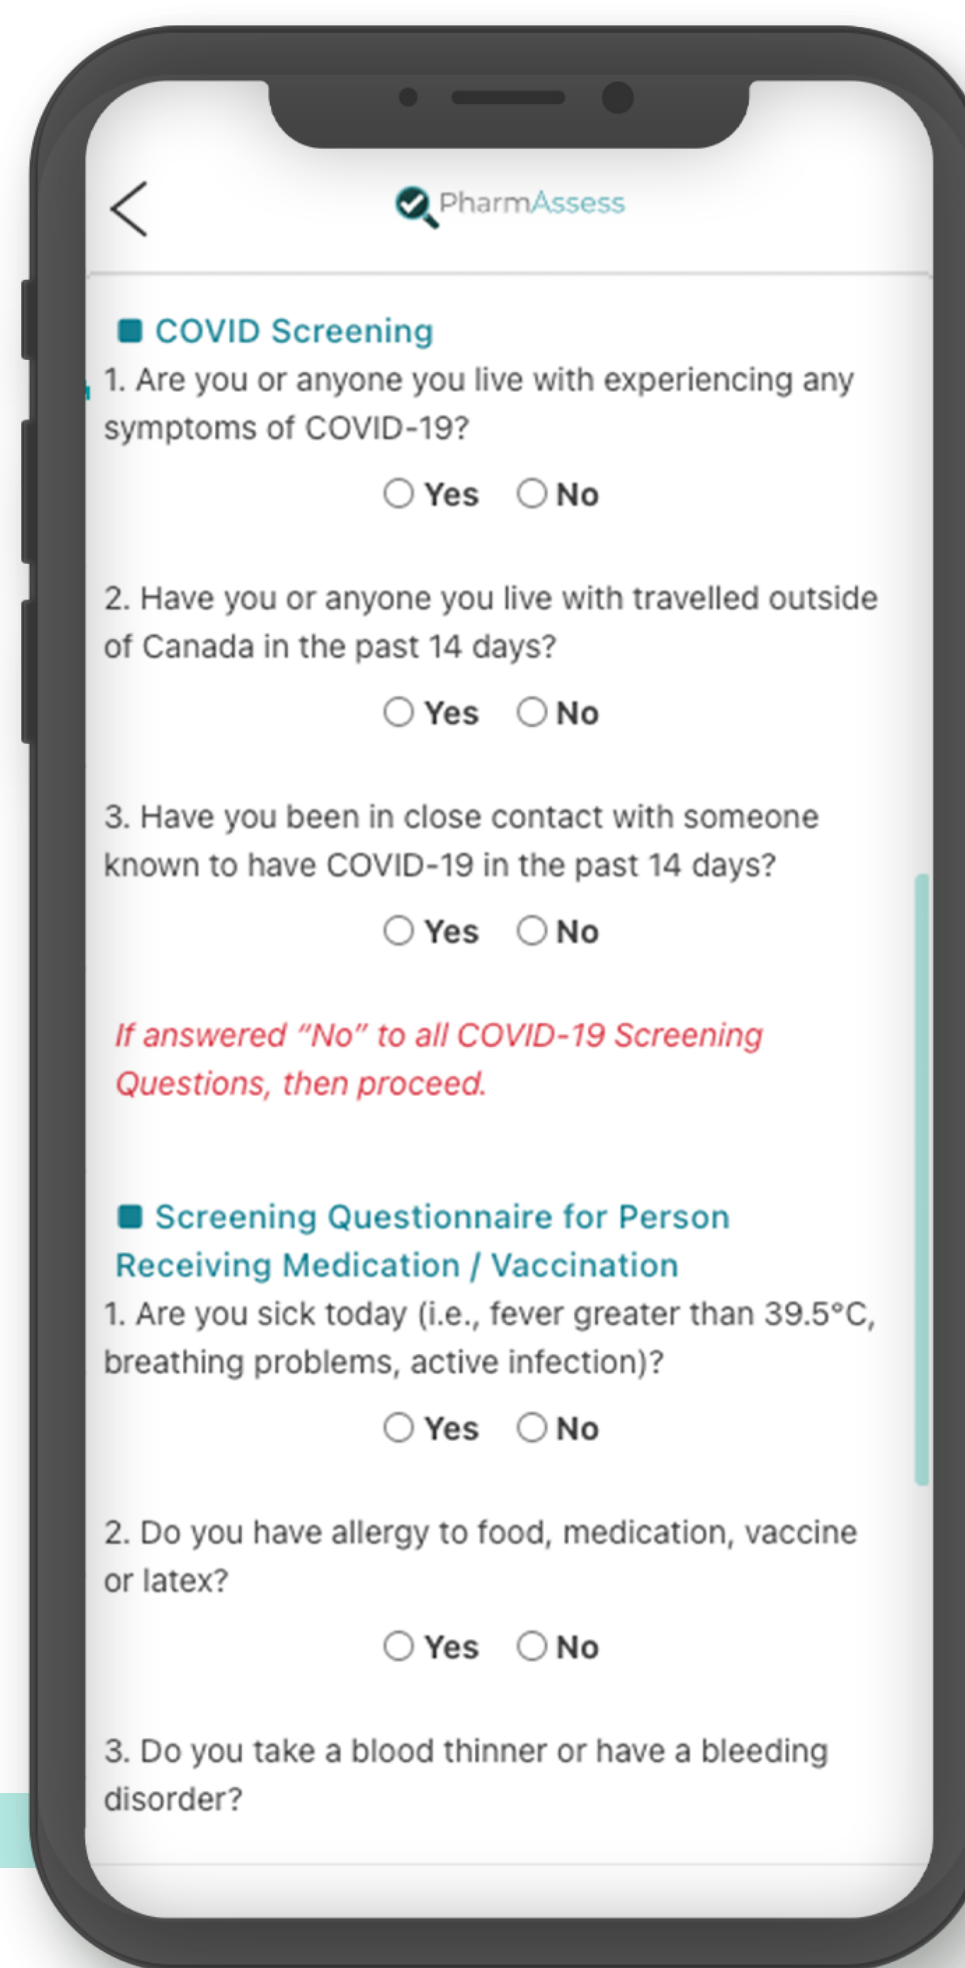 PharmAssess
COVID Screening
1. Are you or anyone you live with experiencing any
symptoms of COVID-19?
Yes No
2. Have you or anyone you live with travelled outside
of Canada in the past 14 days?
Yes No
3. Have you been in close contact with someone
known to have COVID-19 in the past 14 days?
Yes No
If answered “No” to all COVID-19 Screening
Questions, then proceed.
Screening Questionnaire for Person
Receiving Medication / Vaccination
1. Are you sick today (i.e., fever greater than 39.5°C,
breathing problems, active infection)?
Yes No
2. Do you have allergy to food, medication, vaccine
or latex?
Yes No
3. Do you take a blood thinner or have a bleeding
disorder?